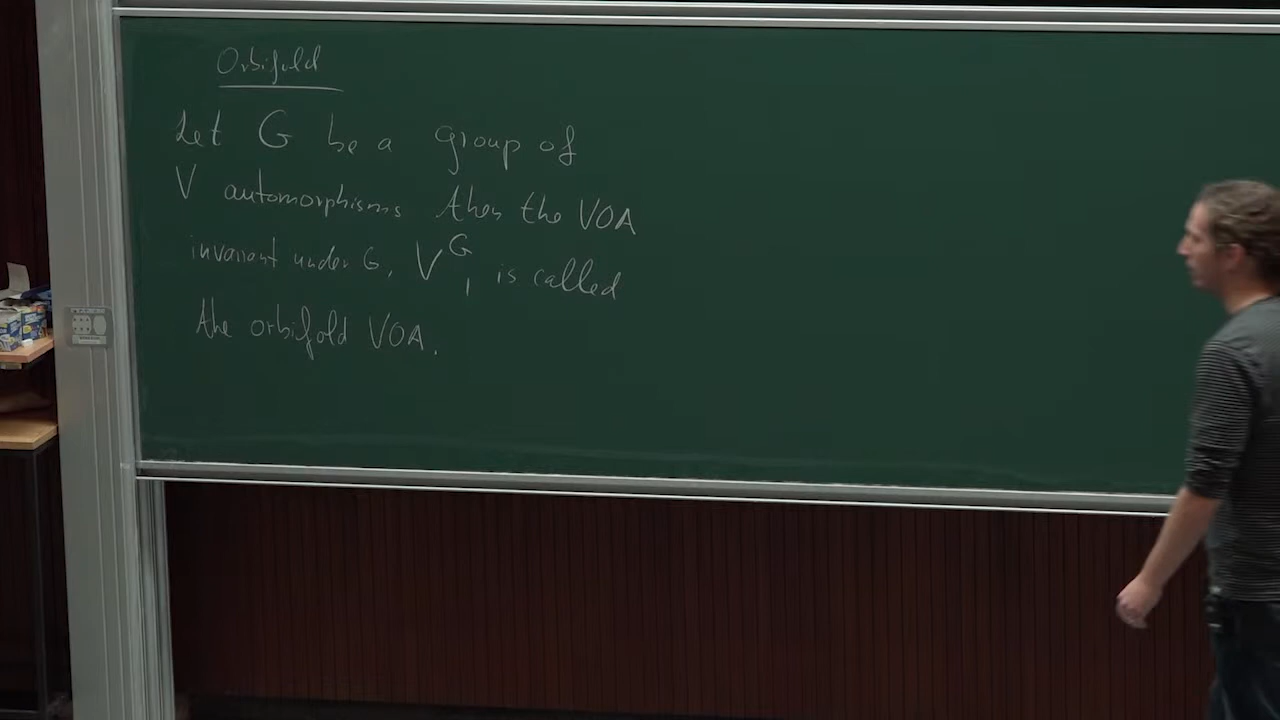 Orbifold
Let G be a group of
V automorphisms then the VOA
invariant under G, V^G, is called
the orbifold VOA.